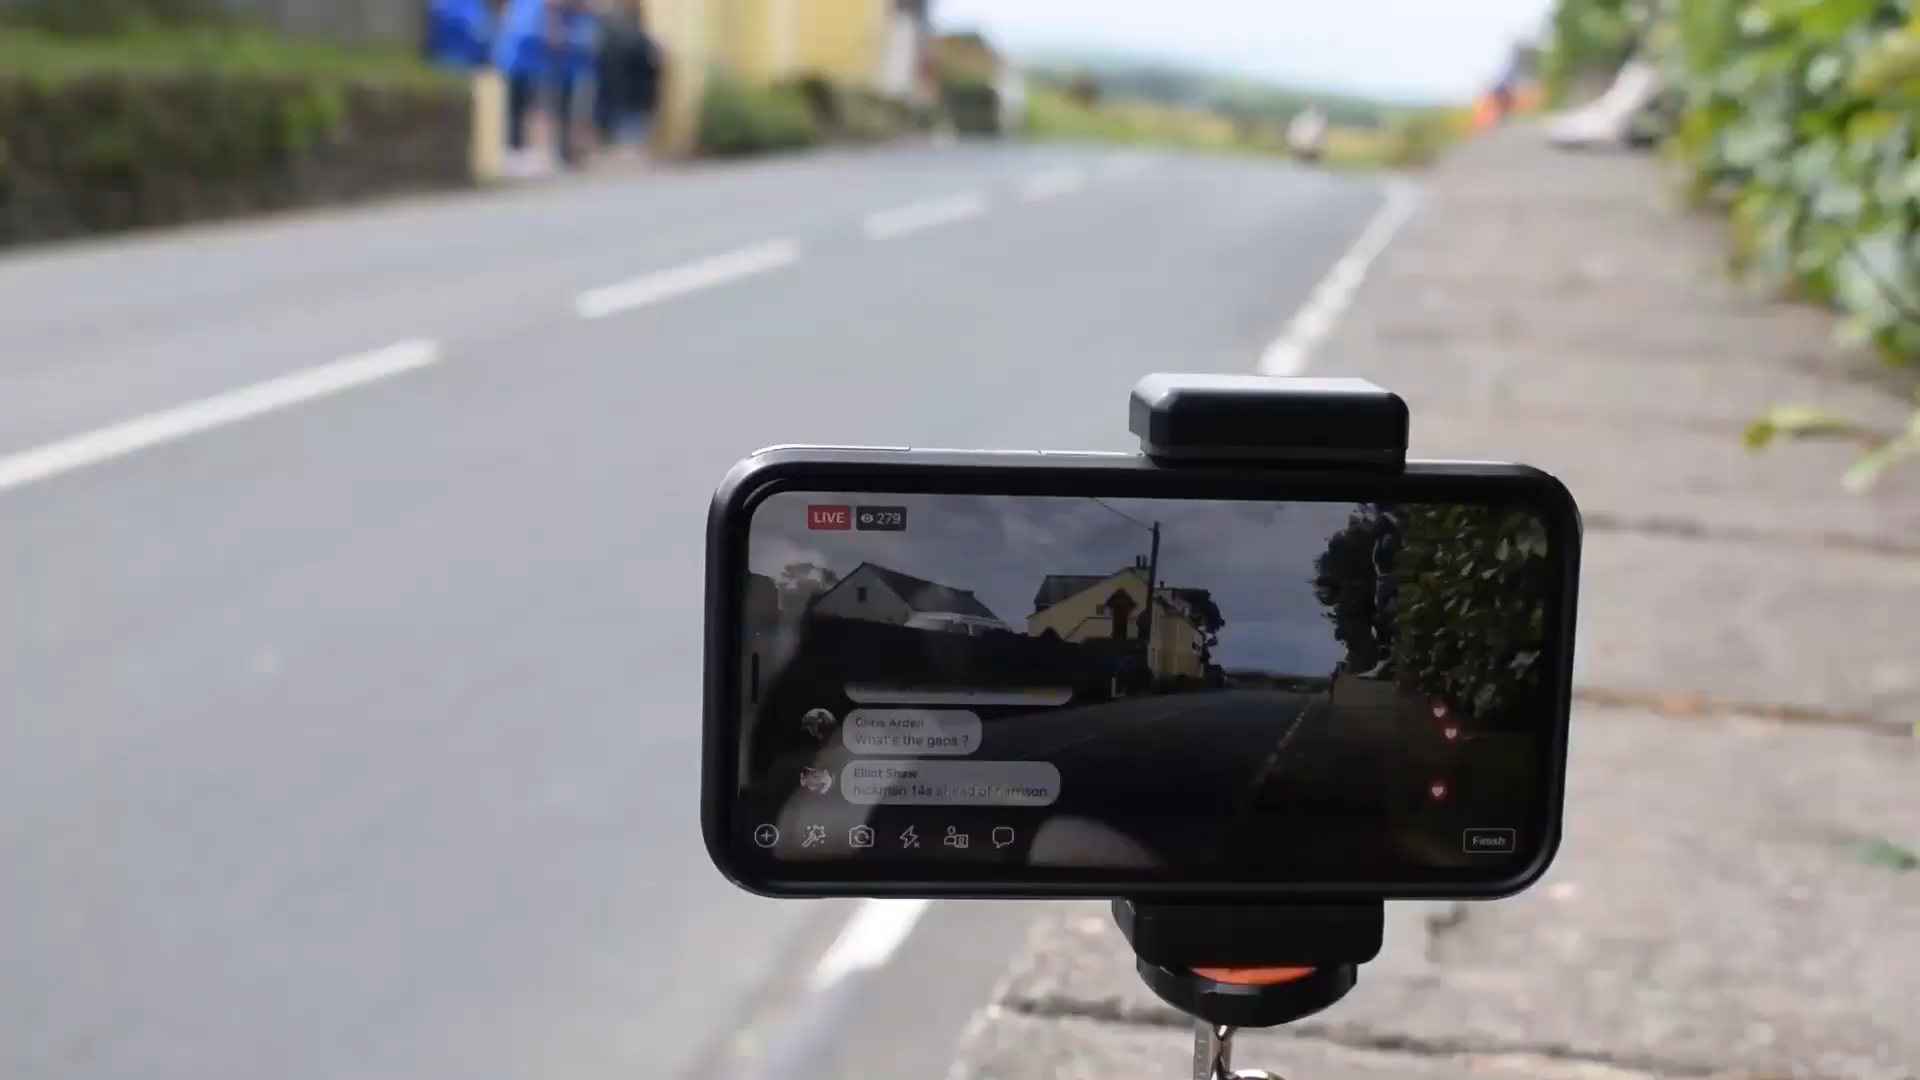 LIVE 279
Chris Arden
What's the gaps ?
Elliot Shaw
hickman 14s ahead of harrison
Finish